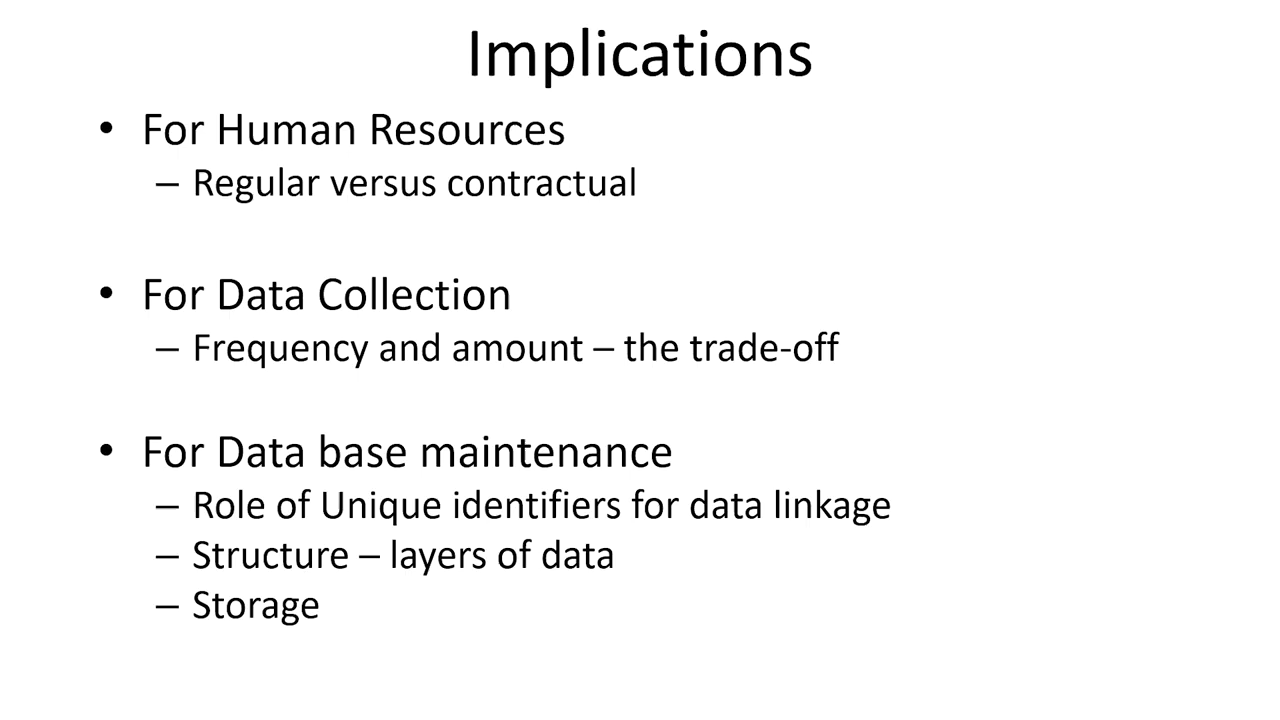 Implications
• For Human Resources
– Regular versus contractual
• For Data Collection
– Frequency and amount – the trade-off
• For Data base maintenance
– Role of Unique identifiers for data linkage
– Structure – layers of data
– Storage